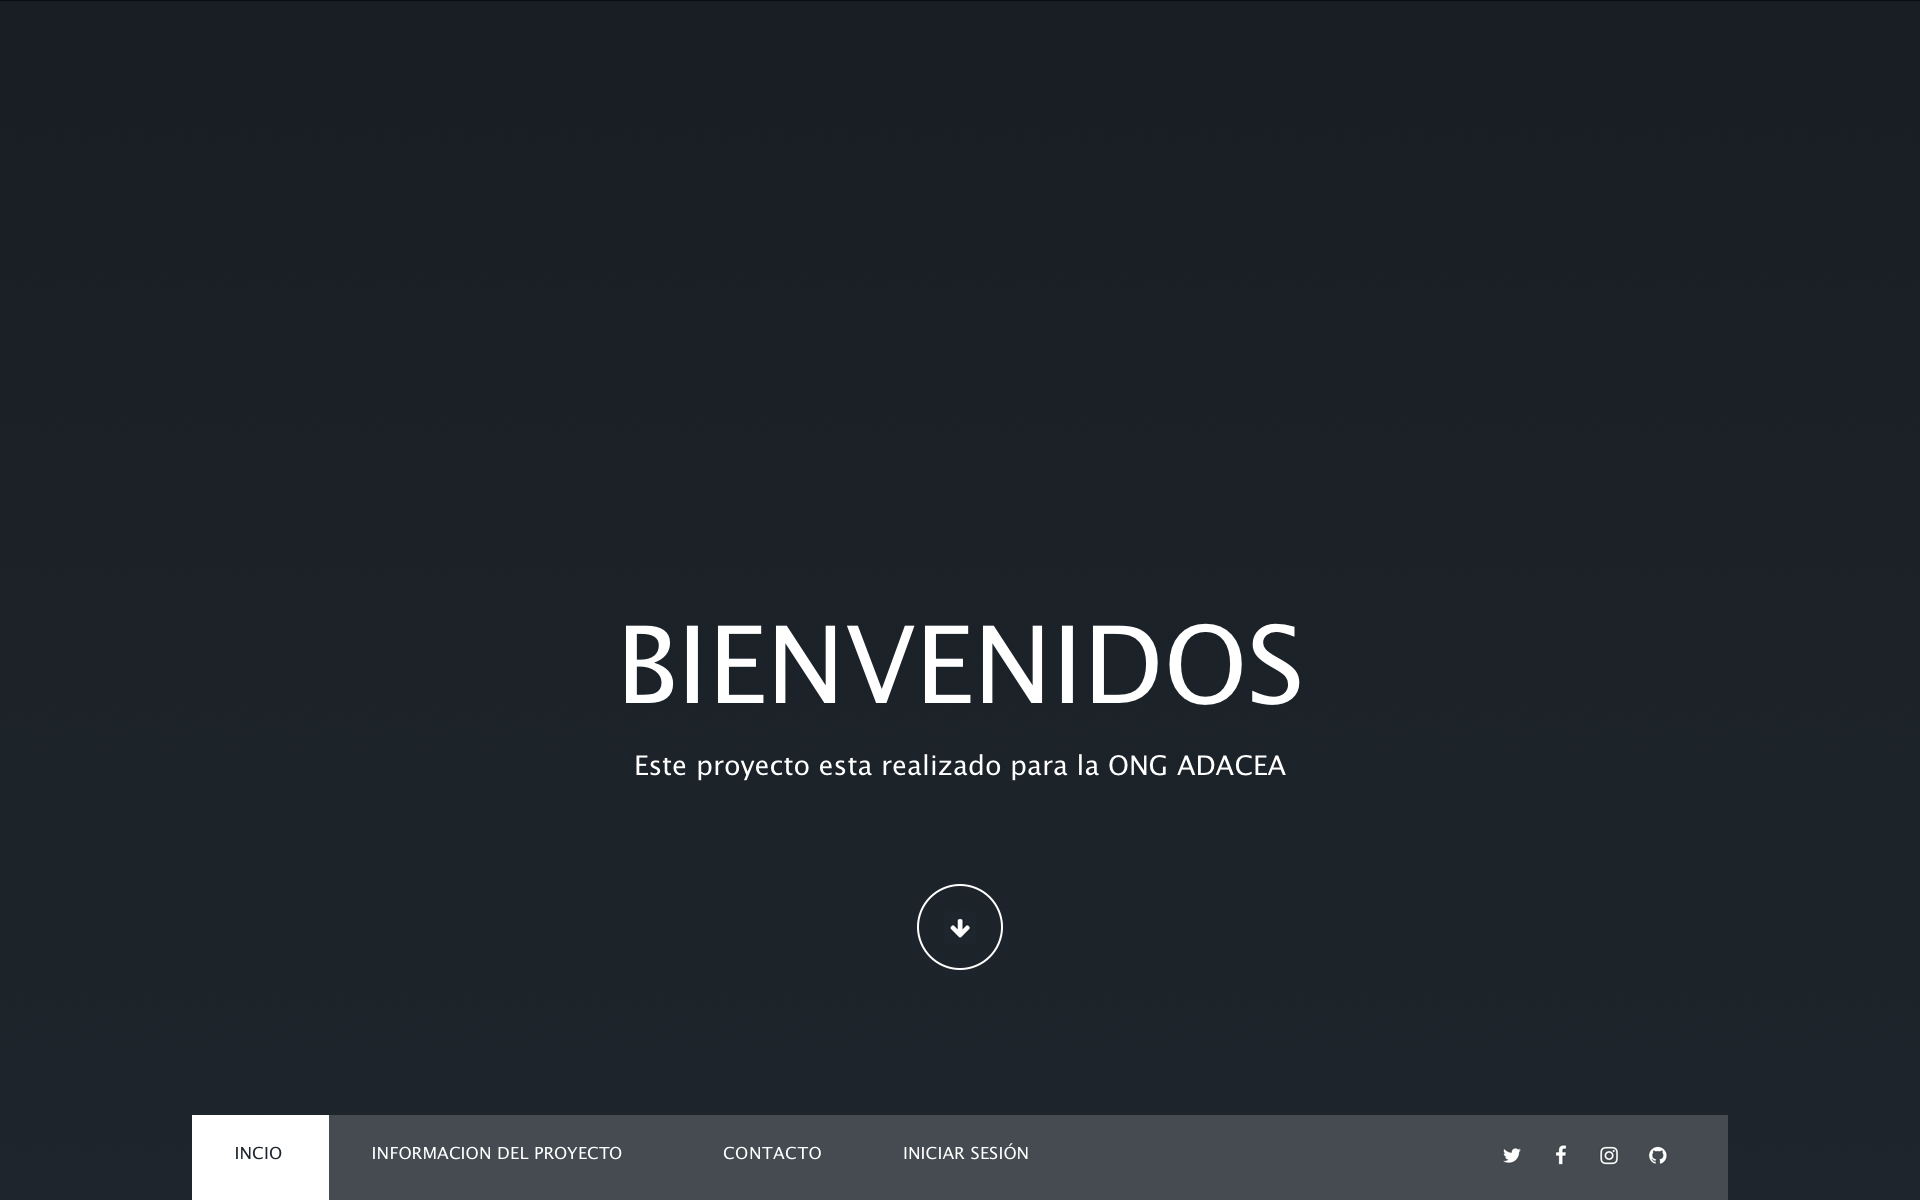 BIENVENIDOS
Este proyecto esta realizado para la ONG ADACEA
INCIO
INFORMACION DEL PROYECTO
CONTACTO
INICIAR SESIÓN